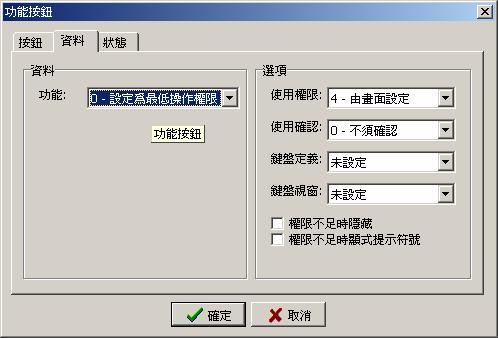 功能按鈕
按鈕
資料
狀態
資料
功能:
0 - 設定為最低操作權限
功能按鈕
選項
使用權限:
4 - 由畫面設定
使用確認:
0 - 不須確認
鍵盤定義:
未設定
鍵盤視窗:
未設定
權限不足時隱藏
權限不足時顯式提示符號
確定
取消